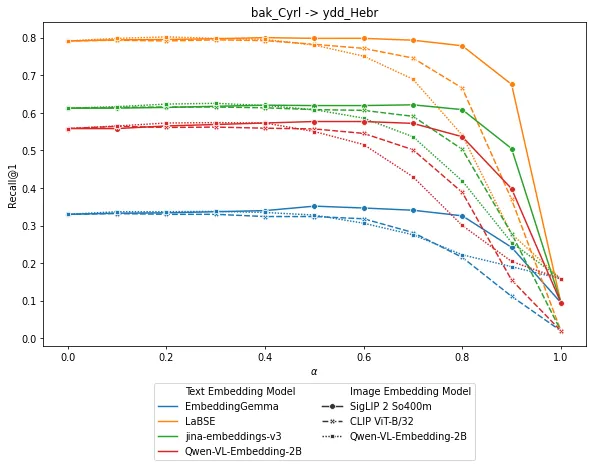 bak_Cyrl -> ydd_Hebr
Recall@1
0.8
0.7
0.6
0.5
0.4
0.3
0.2
0.1
0.0
0.0 0.2 0.4 0.6 0.8 1.0
α
Text Embedding Model
EmbeddingGemma
LaBSE
jina-embeddings-v3
Qwen-VL-Embedding-2B
Image Embedding Model
SigLIP 2 So400m
CLIP ViT-B/32
Qwen-VL-Embedding-2B